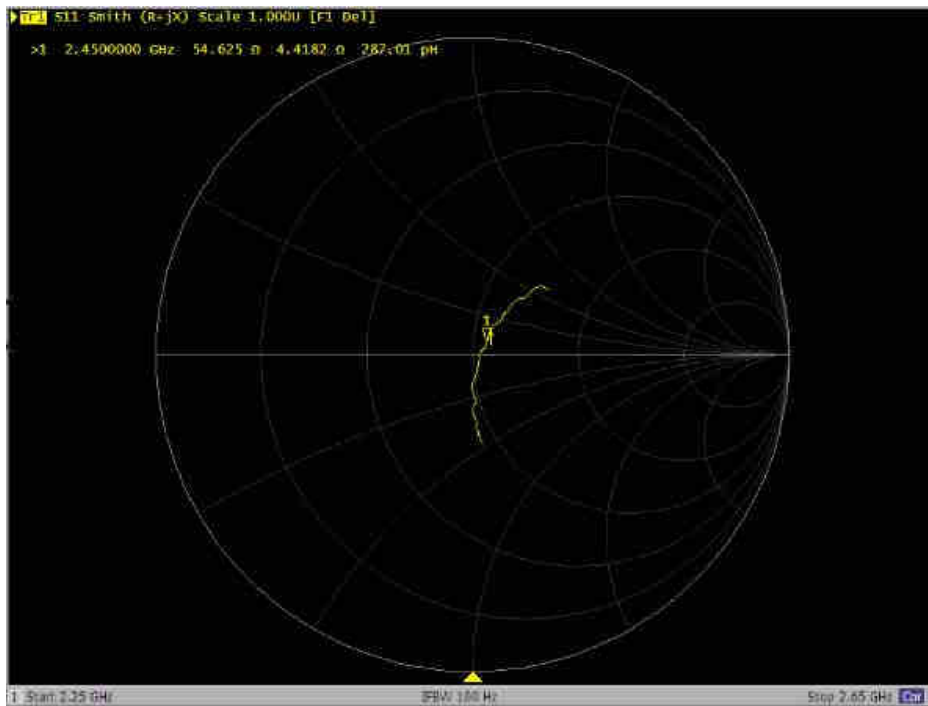 Tr1 S11 Smith (R+jX) Scale 1.000U [F1 Del]
>1 2.4500000 GHz 54.625 Ω 4.4182 Ω 287.01 pH
1
1 Start 2.25 GHz IFBW 100 Hz Stop 2.65 GHz Cor